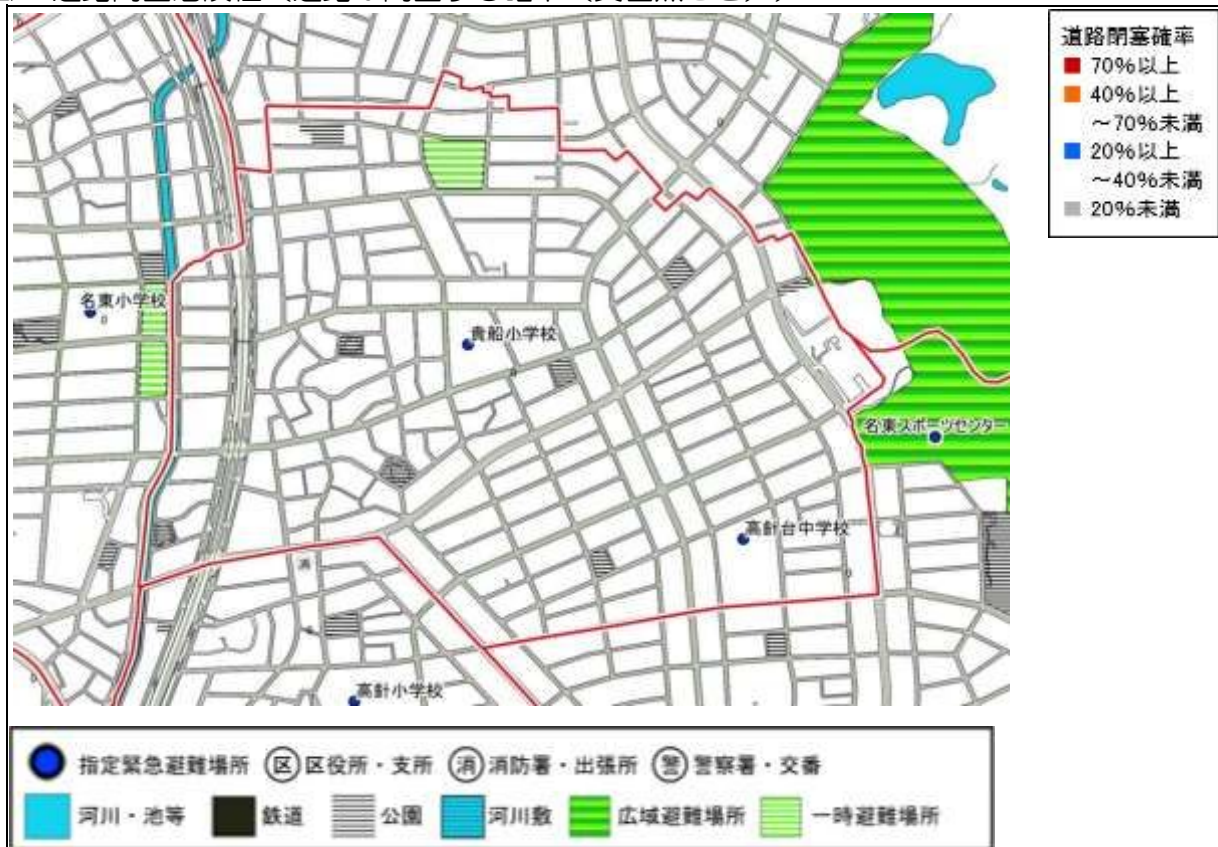 道路閉塞確率
70%以上
40%以上
～70%未満
20%以上
～40%未満
20%未満
名東小学校
貴船小学校
名東スポーツセンター
高針台中学校
消
高針小学校
指定緊急避難場所 区 区役所・支所 消 消防署・出張所 警 警察署・交番
河川・池等 鉄道 公園 河川敷 広域避難場所 一時避難場所